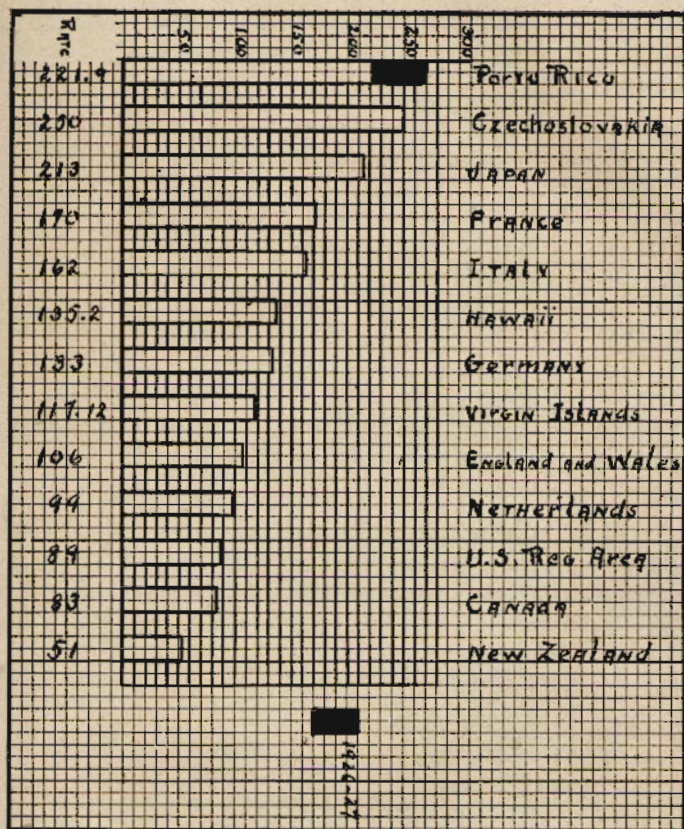 Rate 50 100 150 200 250 300
221.9 Porto Rico
250 Czechoslovakia
213 Japan
170 France
162 Italy
135.2 Hawaii
133 Germany
117.12 Virgin Islands
106 England and Wales
99 Netherlands
89 U.S. Reg Area
83 Canada
51 New Zealand
1926-27